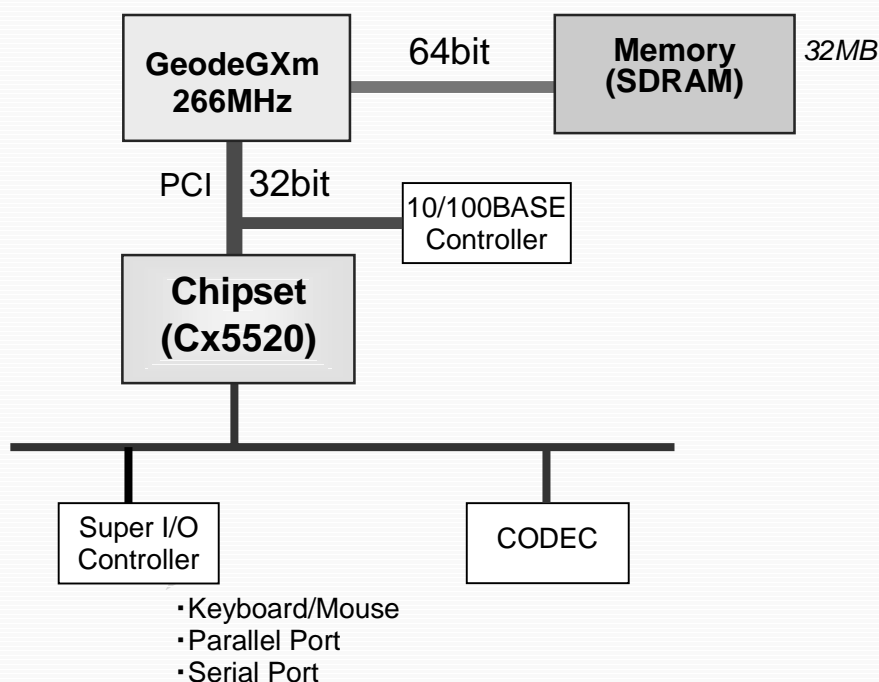 GeodeGXm
266MHz
64bit
Memory
(SDRAM)
32MB
PCI
32bit
10/100BASE
Controller
Chipset
(Cx5520)
Super I/O
Controller
CODEC
・Keyboard/Mouse
・Parallel Port
・Serial Port